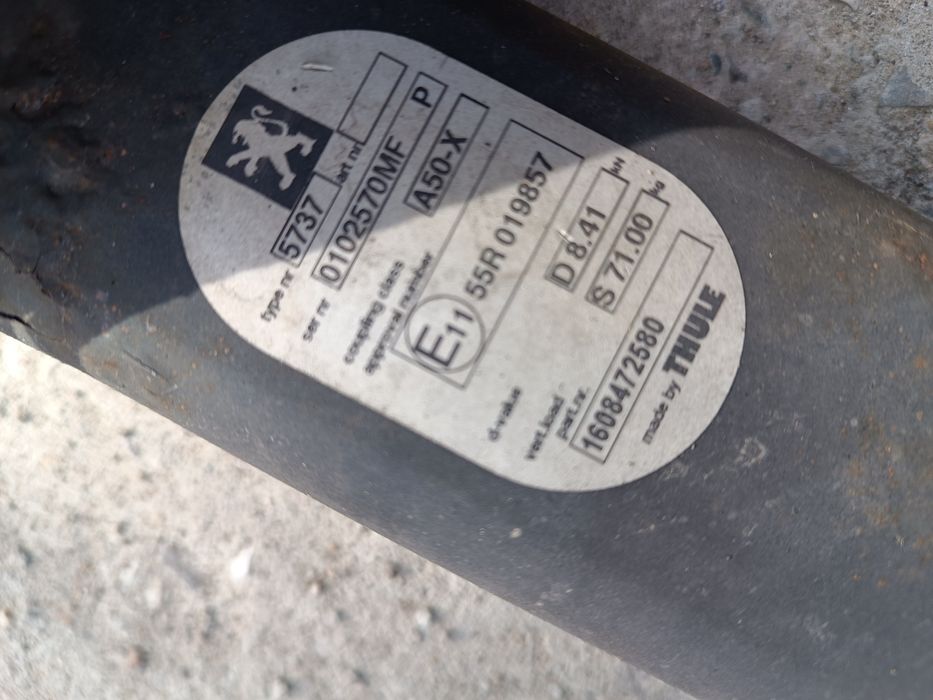 type nr 5737 art nr
ser nr 0102570MF P
coupling class A50-X
approval number E11 55R 019857
d-value D 8.41 kN
vert.load S 71.00 kg
part.nr. 1608472580
made by THULE